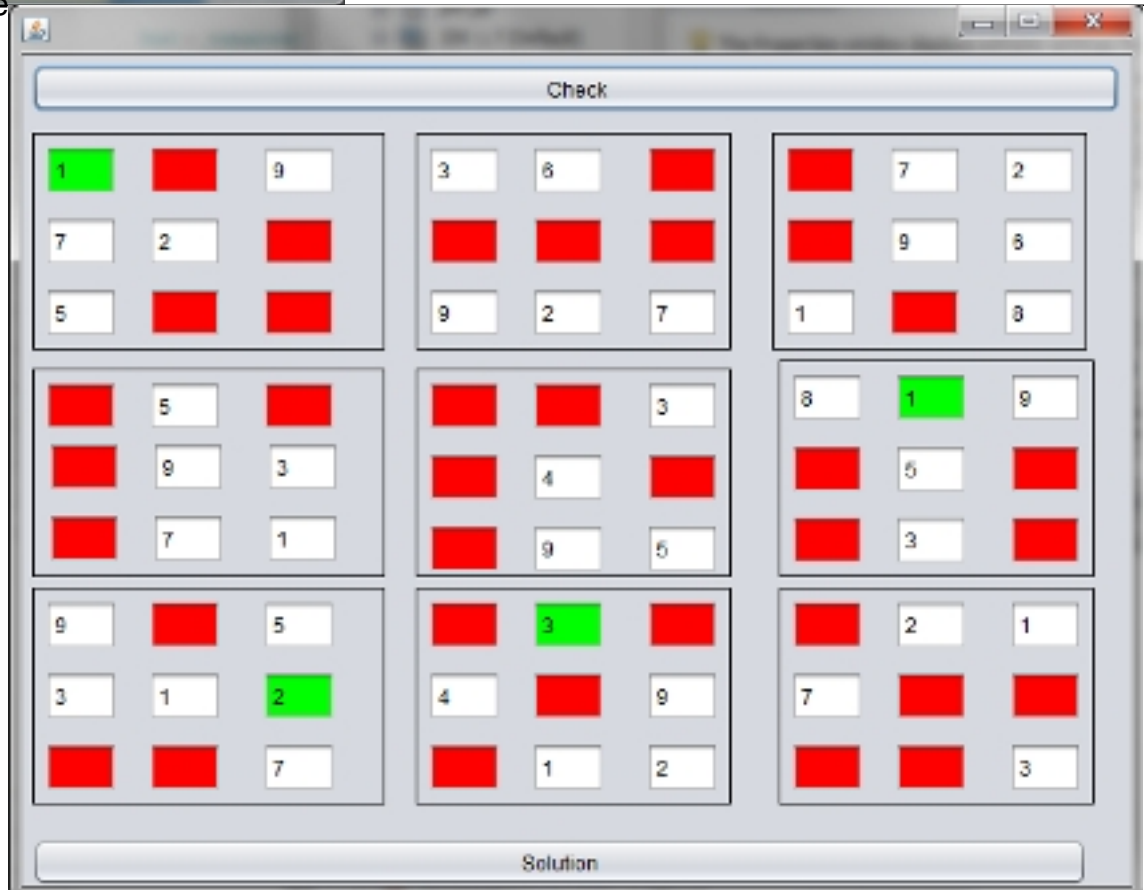 e
Check
1 9 3 6 7 2
7 2 9 6
5 9 2 7 1 8
5 3 8 1 9
9 3 4 5
7 1 9 5 3
9 5 3 2 1
3 1 2 4 9 7
7 1 2 3
Solution